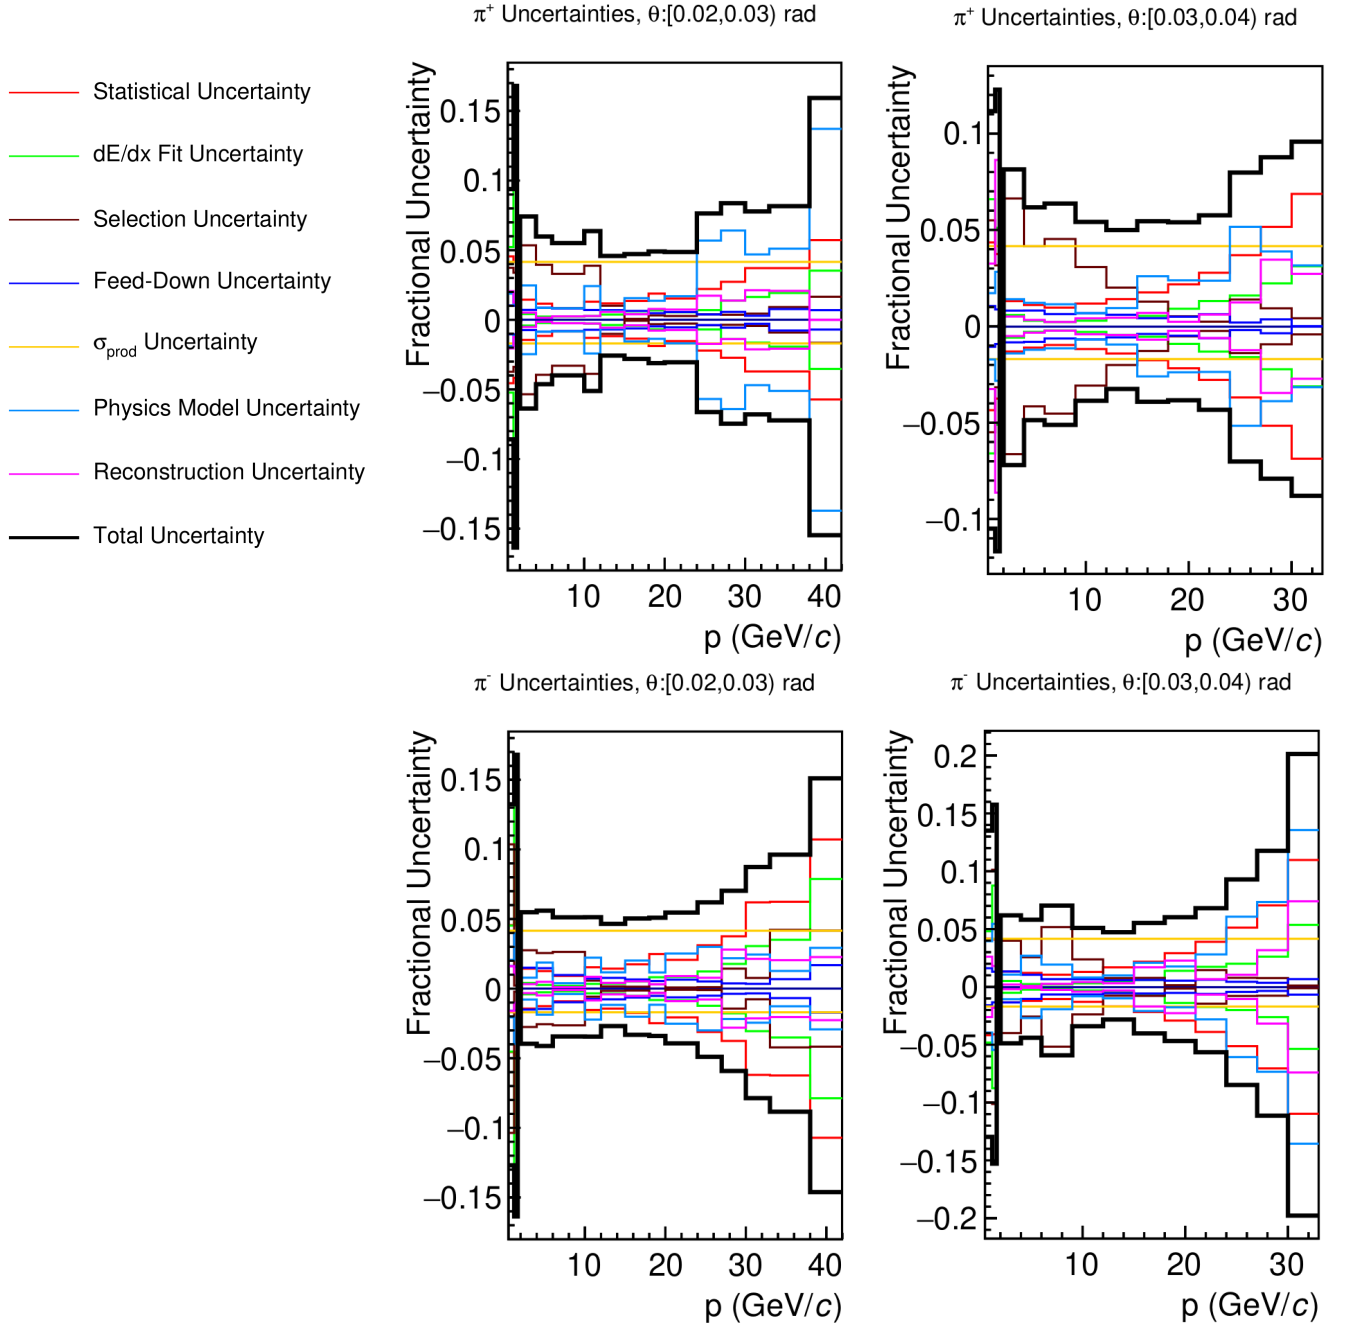 π+ Uncertainties, θ:[0.02,0.03) rad
π+ Uncertainties, θ:[0.03,0.04) rad
Statistical Uncertainty
dE/dx Fit Uncertainty
Selection Uncertainty
Feed-Down Uncertainty
σprod Uncertainty
Physics Model Uncertainty
Reconstruction Uncertainty
Total Uncertainty
Fractional Uncertainty
0.15
0.1
0.05
0
−0.05
−0.1
−0.15
10 20 30 40
p (GeV/c)
Fractional Uncertainty
0.1
0.05
0
−0.05
−0.1
10 20 30
p (GeV/c)
π- Uncertainties, θ:[0.02,0.03) rad
π- Uncertainties, θ:[0.03,0.04) rad
Fractional Uncertainty
0.15
0.1
0.05
0
−0.05
−0.1
−0.15
10 20 30 40
p (GeV/c)
Fractional Uncertainty
0.2
0.15
0.1
0.05
0
−0.05
−0.1
−0.15
−0.2
10 20 30
p (GeV/c)